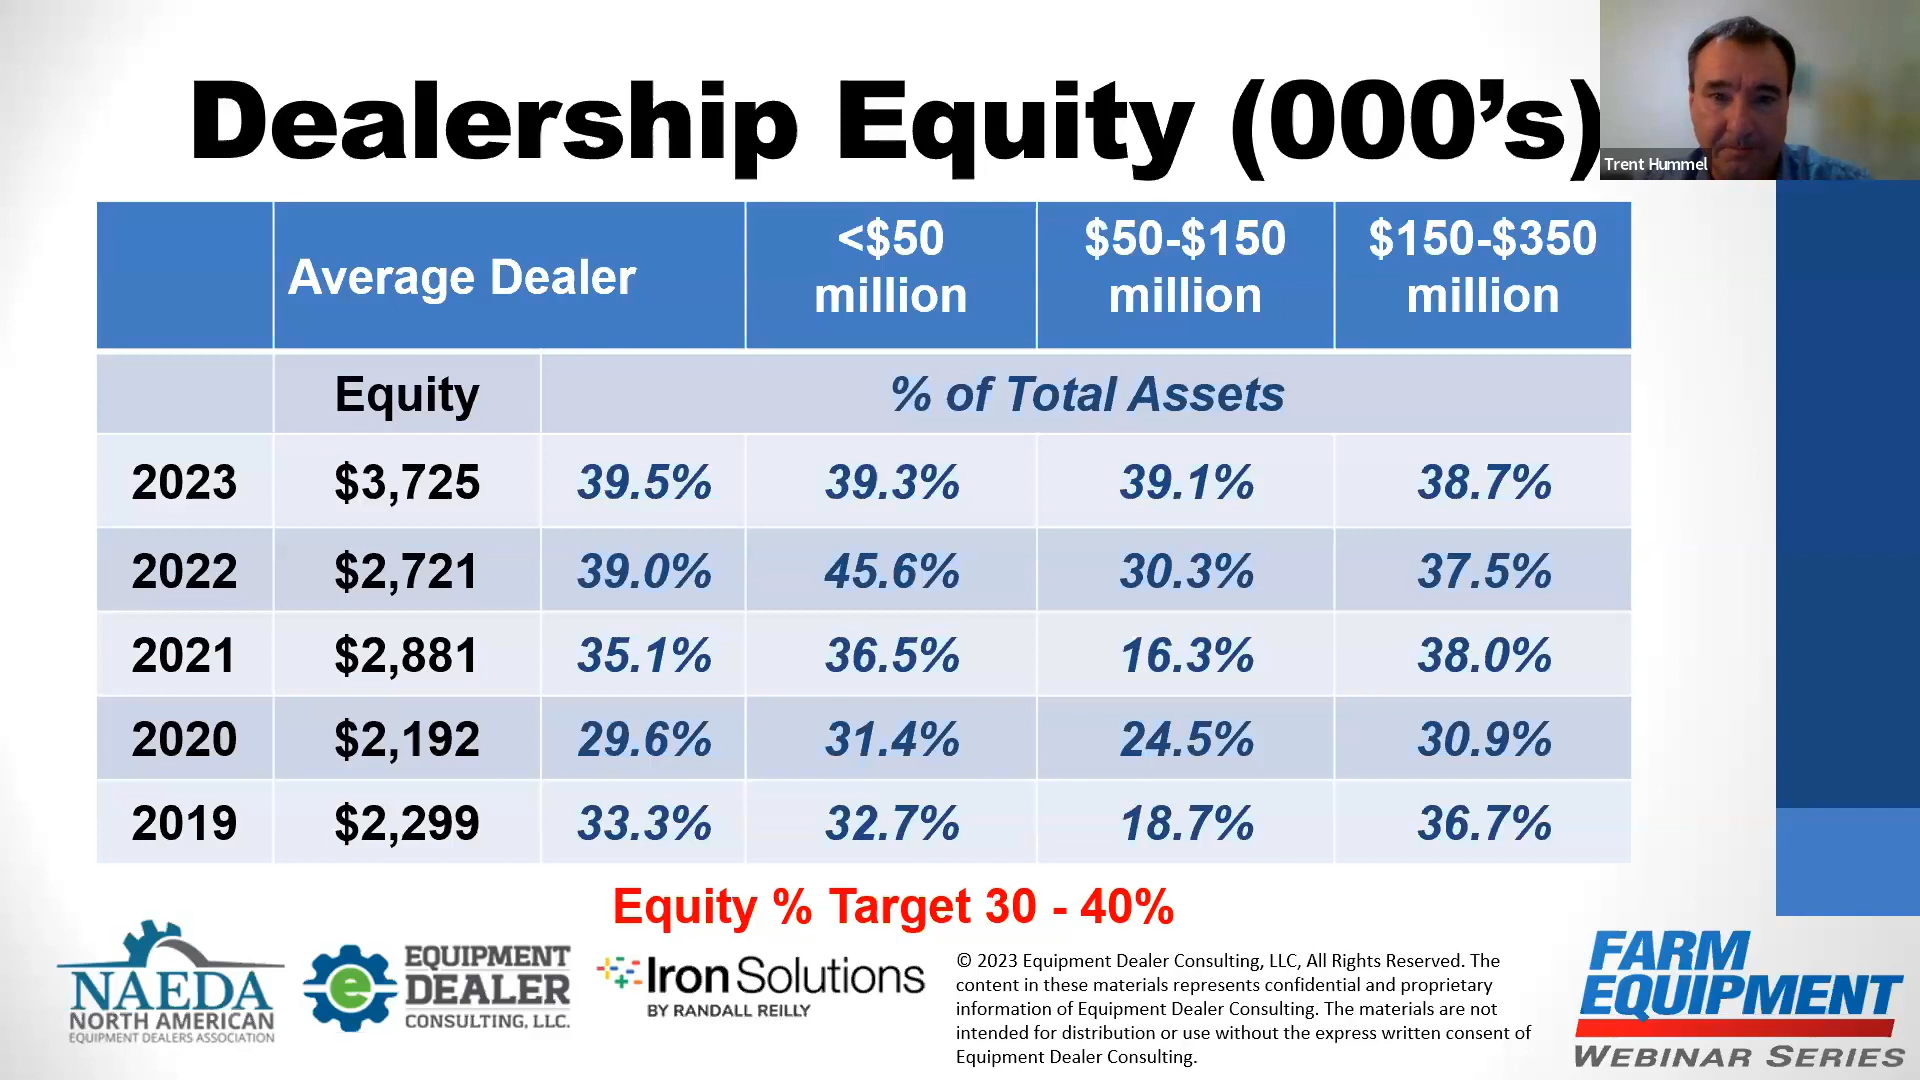 Dealership Equity (000's)
Trent Hummel
Average Dealer
<$50 million
$50-$150 million
$150-$350 million
Equity
% of Total Assets
2023 $3,725 39.5% 39.3% 39.1% 38.7%
2022 $2,721 39.0% 45.6% 30.3% 37.5%
2021 $2,881 35.1% 36.5% 16.3% 38.0%
2020 $2,192 29.6% 31.4% 24.5% 30.9%
2019 $2,299 33.3% 32.7% 18.7% 36.7%
Equity % Target 30 - 40%
NAEDA
NORTH AMERICAN
EQUIPMENT DEALERS ASSOCIATION
e
EQUIPMENT
DEALER
CONSULTING, LLC.
Iron Solutions
BY RANDALL REILLY
© 2023 Equipment Dealer Consulting, LLC, All Rights Reserved. The
content in these materials represents confidential and proprietary
information of Equipment Dealer Consulting. The materials are not
intended for distribution or use without the express written consent of
Equipment Dealer Consulting.
FARM
EQUIPMENT
WEBINAR SERIES